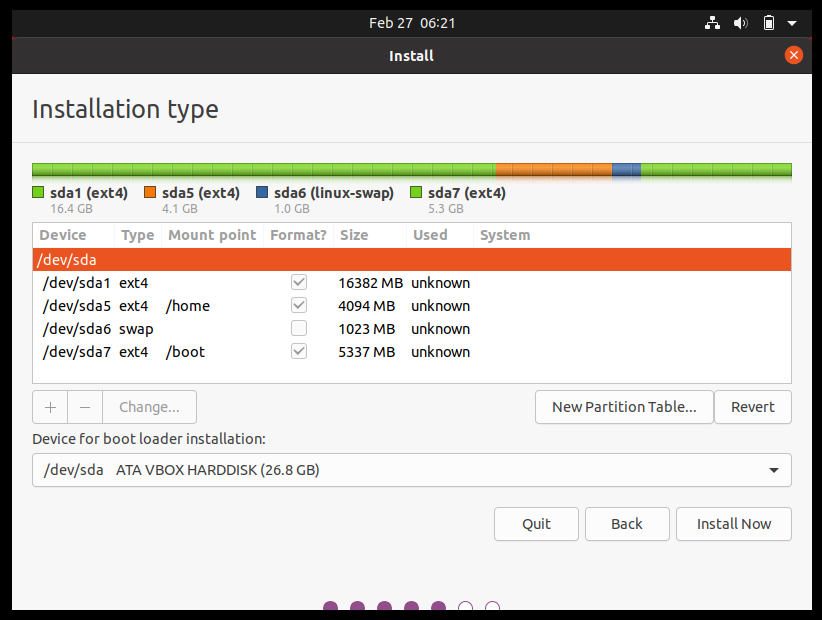 Feb 27 06:21
Install
Installation type
sda1 (ext4) sda5 (ext4) sda6 (linux-swap) sda7 (ext4)
16.4 GB 4.1 GB 1.0 GB 5.3 GB
Device Type Mount point Format? Size Used System
/dev/sda
/dev/sda1 ext4 16382 MB unknown
/dev/sda5 ext4 /home 4094 MB unknown
/dev/sda6 swap 1023 MB unknown
/dev/sda7 ext4 /boot 5337 MB unknown
+ − Change... New Partition Table... Revert
Device for boot loader installation:
/dev/sda ATA VBOX HARDDISK (26.8 GB)
Quit Back Install Now